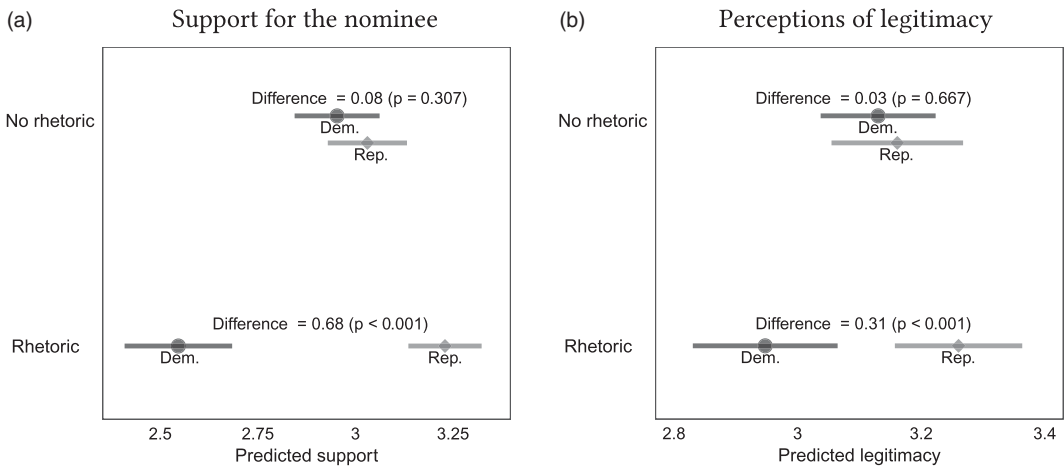 (a)
Support for the nominee
No rhetoric
Difference = 0.08 (p = 0.307)
Dem.
Rep.
Rhetoric
Difference = 0.68 (p < 0.001)
Dem.
Rep.
2.5 2.75 3 3.25
Predicted support
(b)
Perceptions of legitimacy
No rhetoric
Difference = 0.03 (p = 0.667)
Dem.
Rep.
Rhetoric
Difference = 0.31 (p < 0.001)
Dem.
Rep.
2.8 3 3.2 3.4
Predicted legitimacy